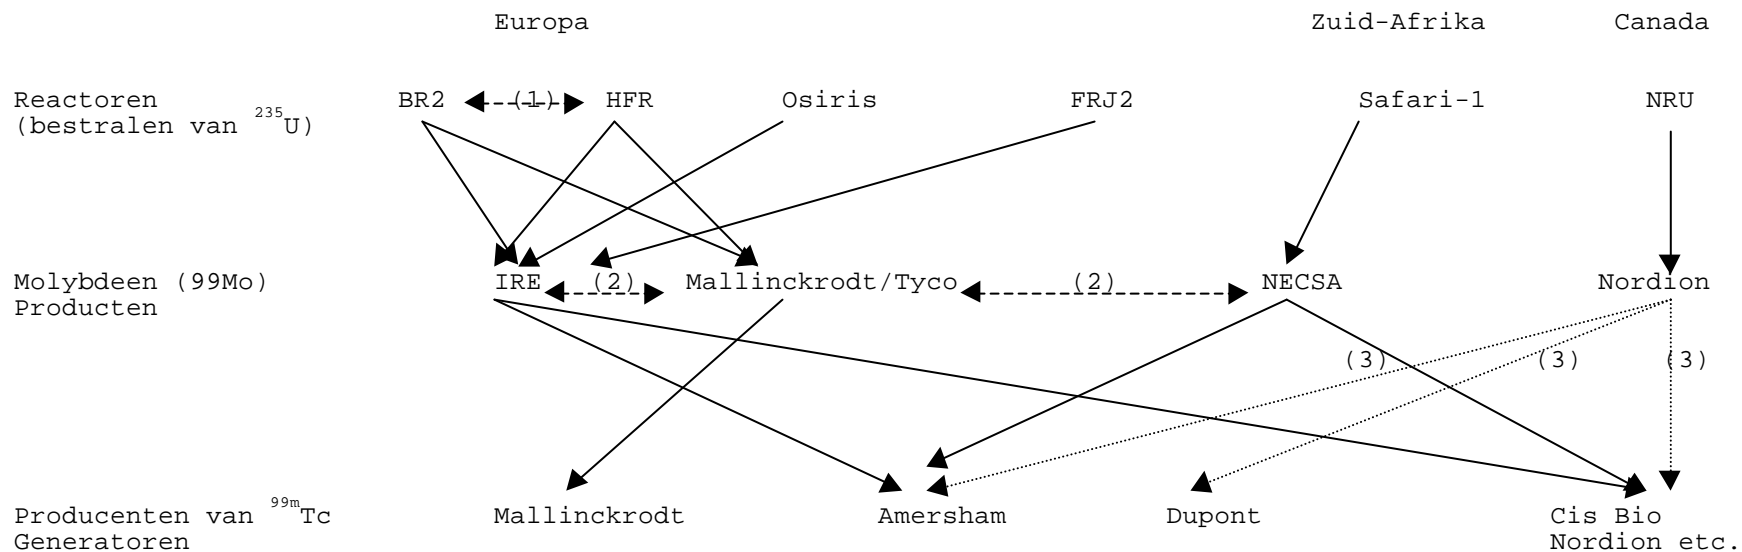 Europa Zuid-Afrika Canada
Reactoren BR2 (1) HFR Osiris FRJ2 Safari-1 NRU
(bestralen van ²³⁵U)
Molybdeen (99Mo) IRE (2) Mallinckrodt/Tyco (2) NECSA Nordion
Producten
(3) (3) (3)
Producenten van ⁹⁹ᵐTc Mallinckrodt Amersham Dupont Cis Bio
Generatoren Nordion etc.